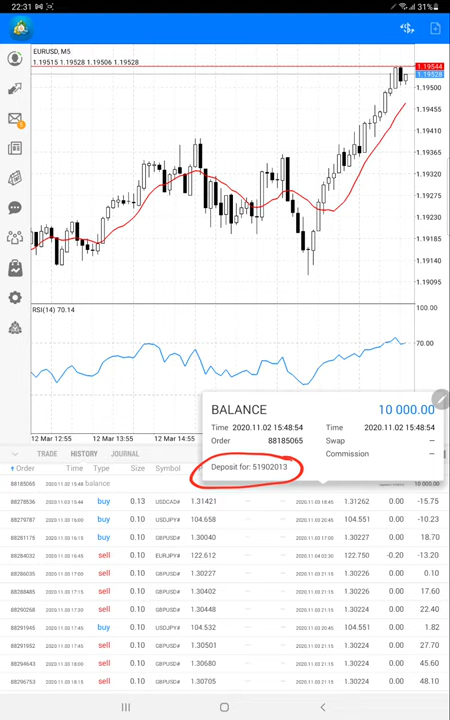 22:31
31%
EURUSD, M5
1.19515 1.19528 1.19506 1.19528
1.19544
1.19528
1.19500
1.19455
1.19410
1.19365
1.19320
1.19275
1.19230
1.19185
1.19140
1.19095
RSI(14) 70.14
100.00
70.00
12 Mar 12:55 12 Mar 13:55 12 Mar 14:55
BALANCE 10 000.00
Time 2020.11.02 15:48:54 Time 2020.11.02 15:48:54
Order 88185065 Swap –
Commission –
Deposit for: 51902013
TRADE HISTORY JOURNAL
↑ Order Time Type Size Symbol
88185065 2020.11.02 15:48 balance 10 000.00
88278536 2020.11.03 15:44 buy 0.13 USDCAD# 1.31421 — — 2020.11.03 18:45 1.31262 0.00 -15.75
88279787 2020.11.03 16:00 buy 0.10 USDJPY# 104.658 — — 2020.11.03 20:45 104.551 0.00 -10.23
88281175 2020.11.03 16:15 buy 0.10 GBPUSD# 1.30040 — — 2020.11.03 17:00 1.30227 0.00 18.70
88284032 2020.11.03 16:45 sell 0.10 EURJPY# 122.612 — — 2020.11.04 02:30 122.750 -0.20 -13.20
88286035 2020.11.03 17:00 sell 0.10 GBPUSD# 1.30227 — — 2020.11.03 21:15 1.30226 0.00 0.10
88288485 2020.11.03 17:15 sell 0.10 GBPUSD# 1.30402 — — 2020.11.03 21:15 1.30226 0.00 17.60
88290268 2020.11.03 17:30 sell 0.10 GBPUSD# 1.30448 — — 2020.11.03 21:15 1.30224 0.00 22.40
88291945 2020.11.03 17:45 buy 0.10 USDJPY# 104.532 — — 2020.11.03 20:45 104.551 0.00 1.82
88291952 2020.11.03 17:45 sell 0.10 GBPUSD# 1.30501 — — 2020.11.03 21:15 1.30224 0.00 27.70
88294643 2020.11.03 18:00 sell 0.10 GBPUSD# 1.30680 — — 2020.11.03 21:15 1.30224 0.00 45.60
88296753 2020.11.03 18:15 sell 0.10 GBPUSD# 1.30705 — — 2020.11.03 21:15 1.30224 0.00 48.10